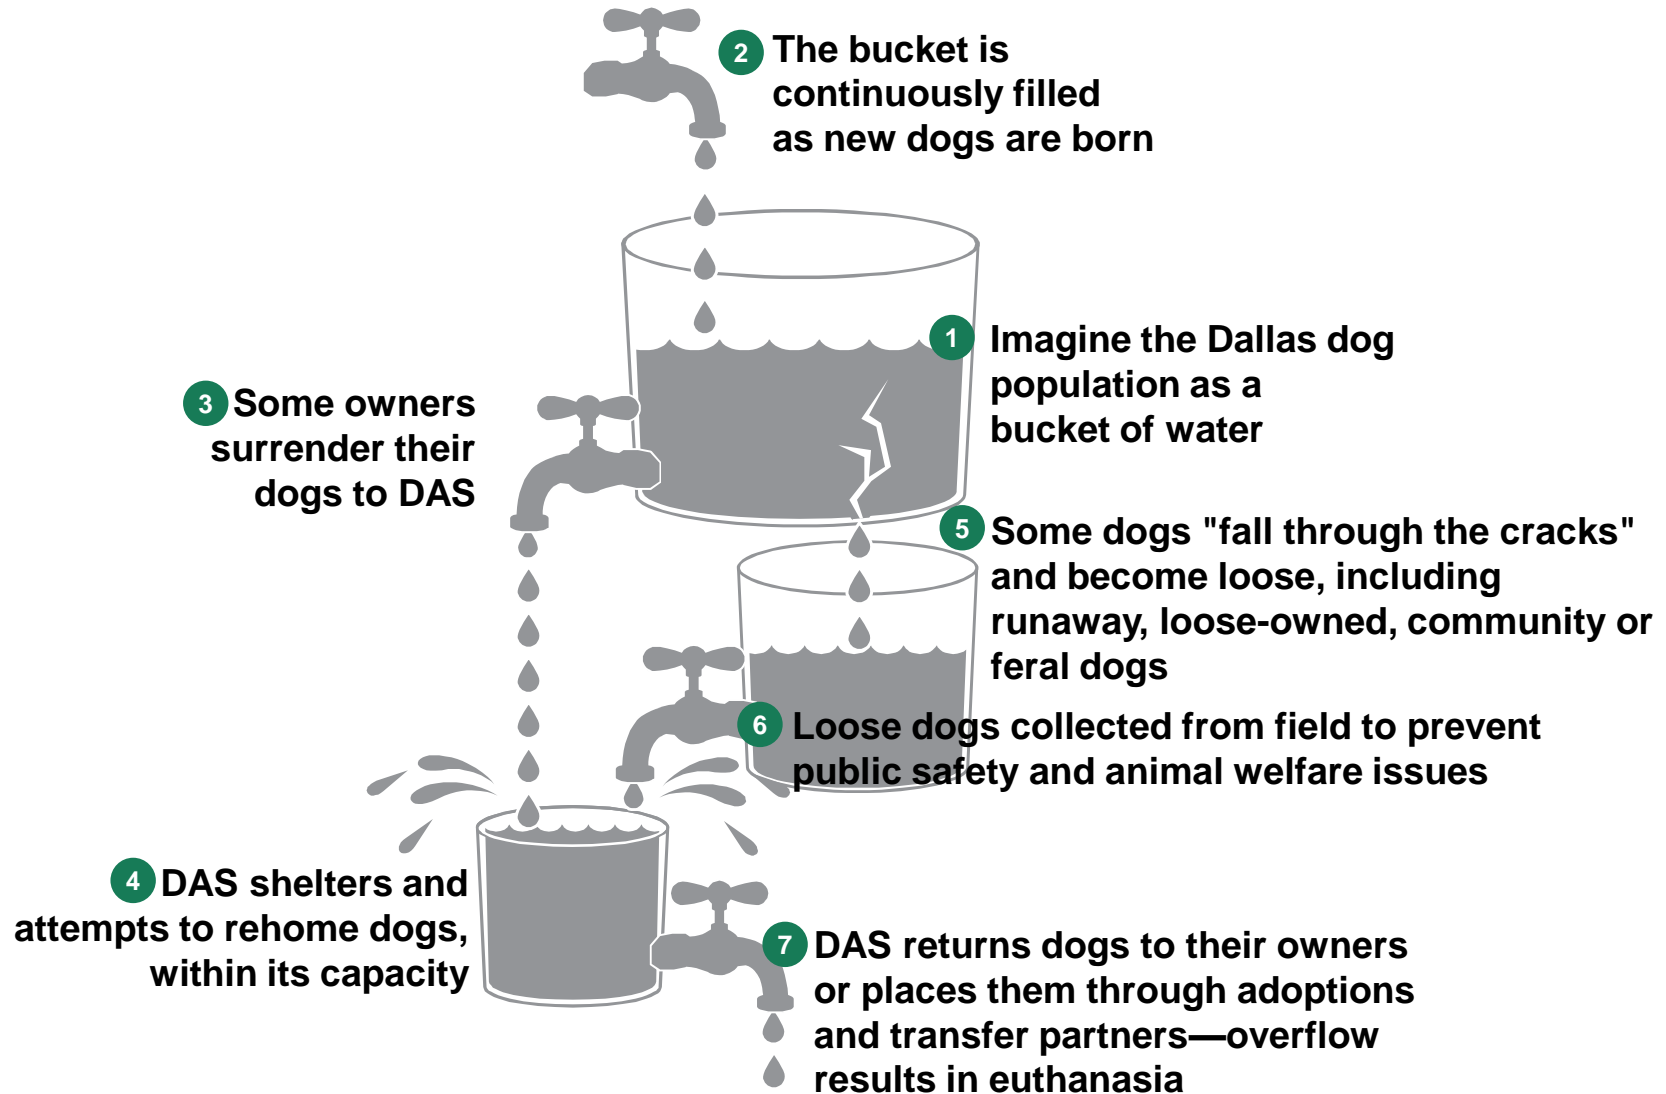 2 The bucket is
continuously filled
as new dogs are born
1 Imagine the Dallas dog
population as a
bucket of water
3 Some owners
surrender their
dogs to DAS
5 Some dogs "fall through the cracks"
and become loose, including
runaway, loose-owned, community or
feral dogs
6 Loose dogs collected from field to prevent
public safety and animal welfare issues
4 DAS shelters and
attempts to rehome dogs,
within its capacity
7 DAS returns dogs to their owners
or places them through adoptions
and transfer partners—overflow
results in euthanasia